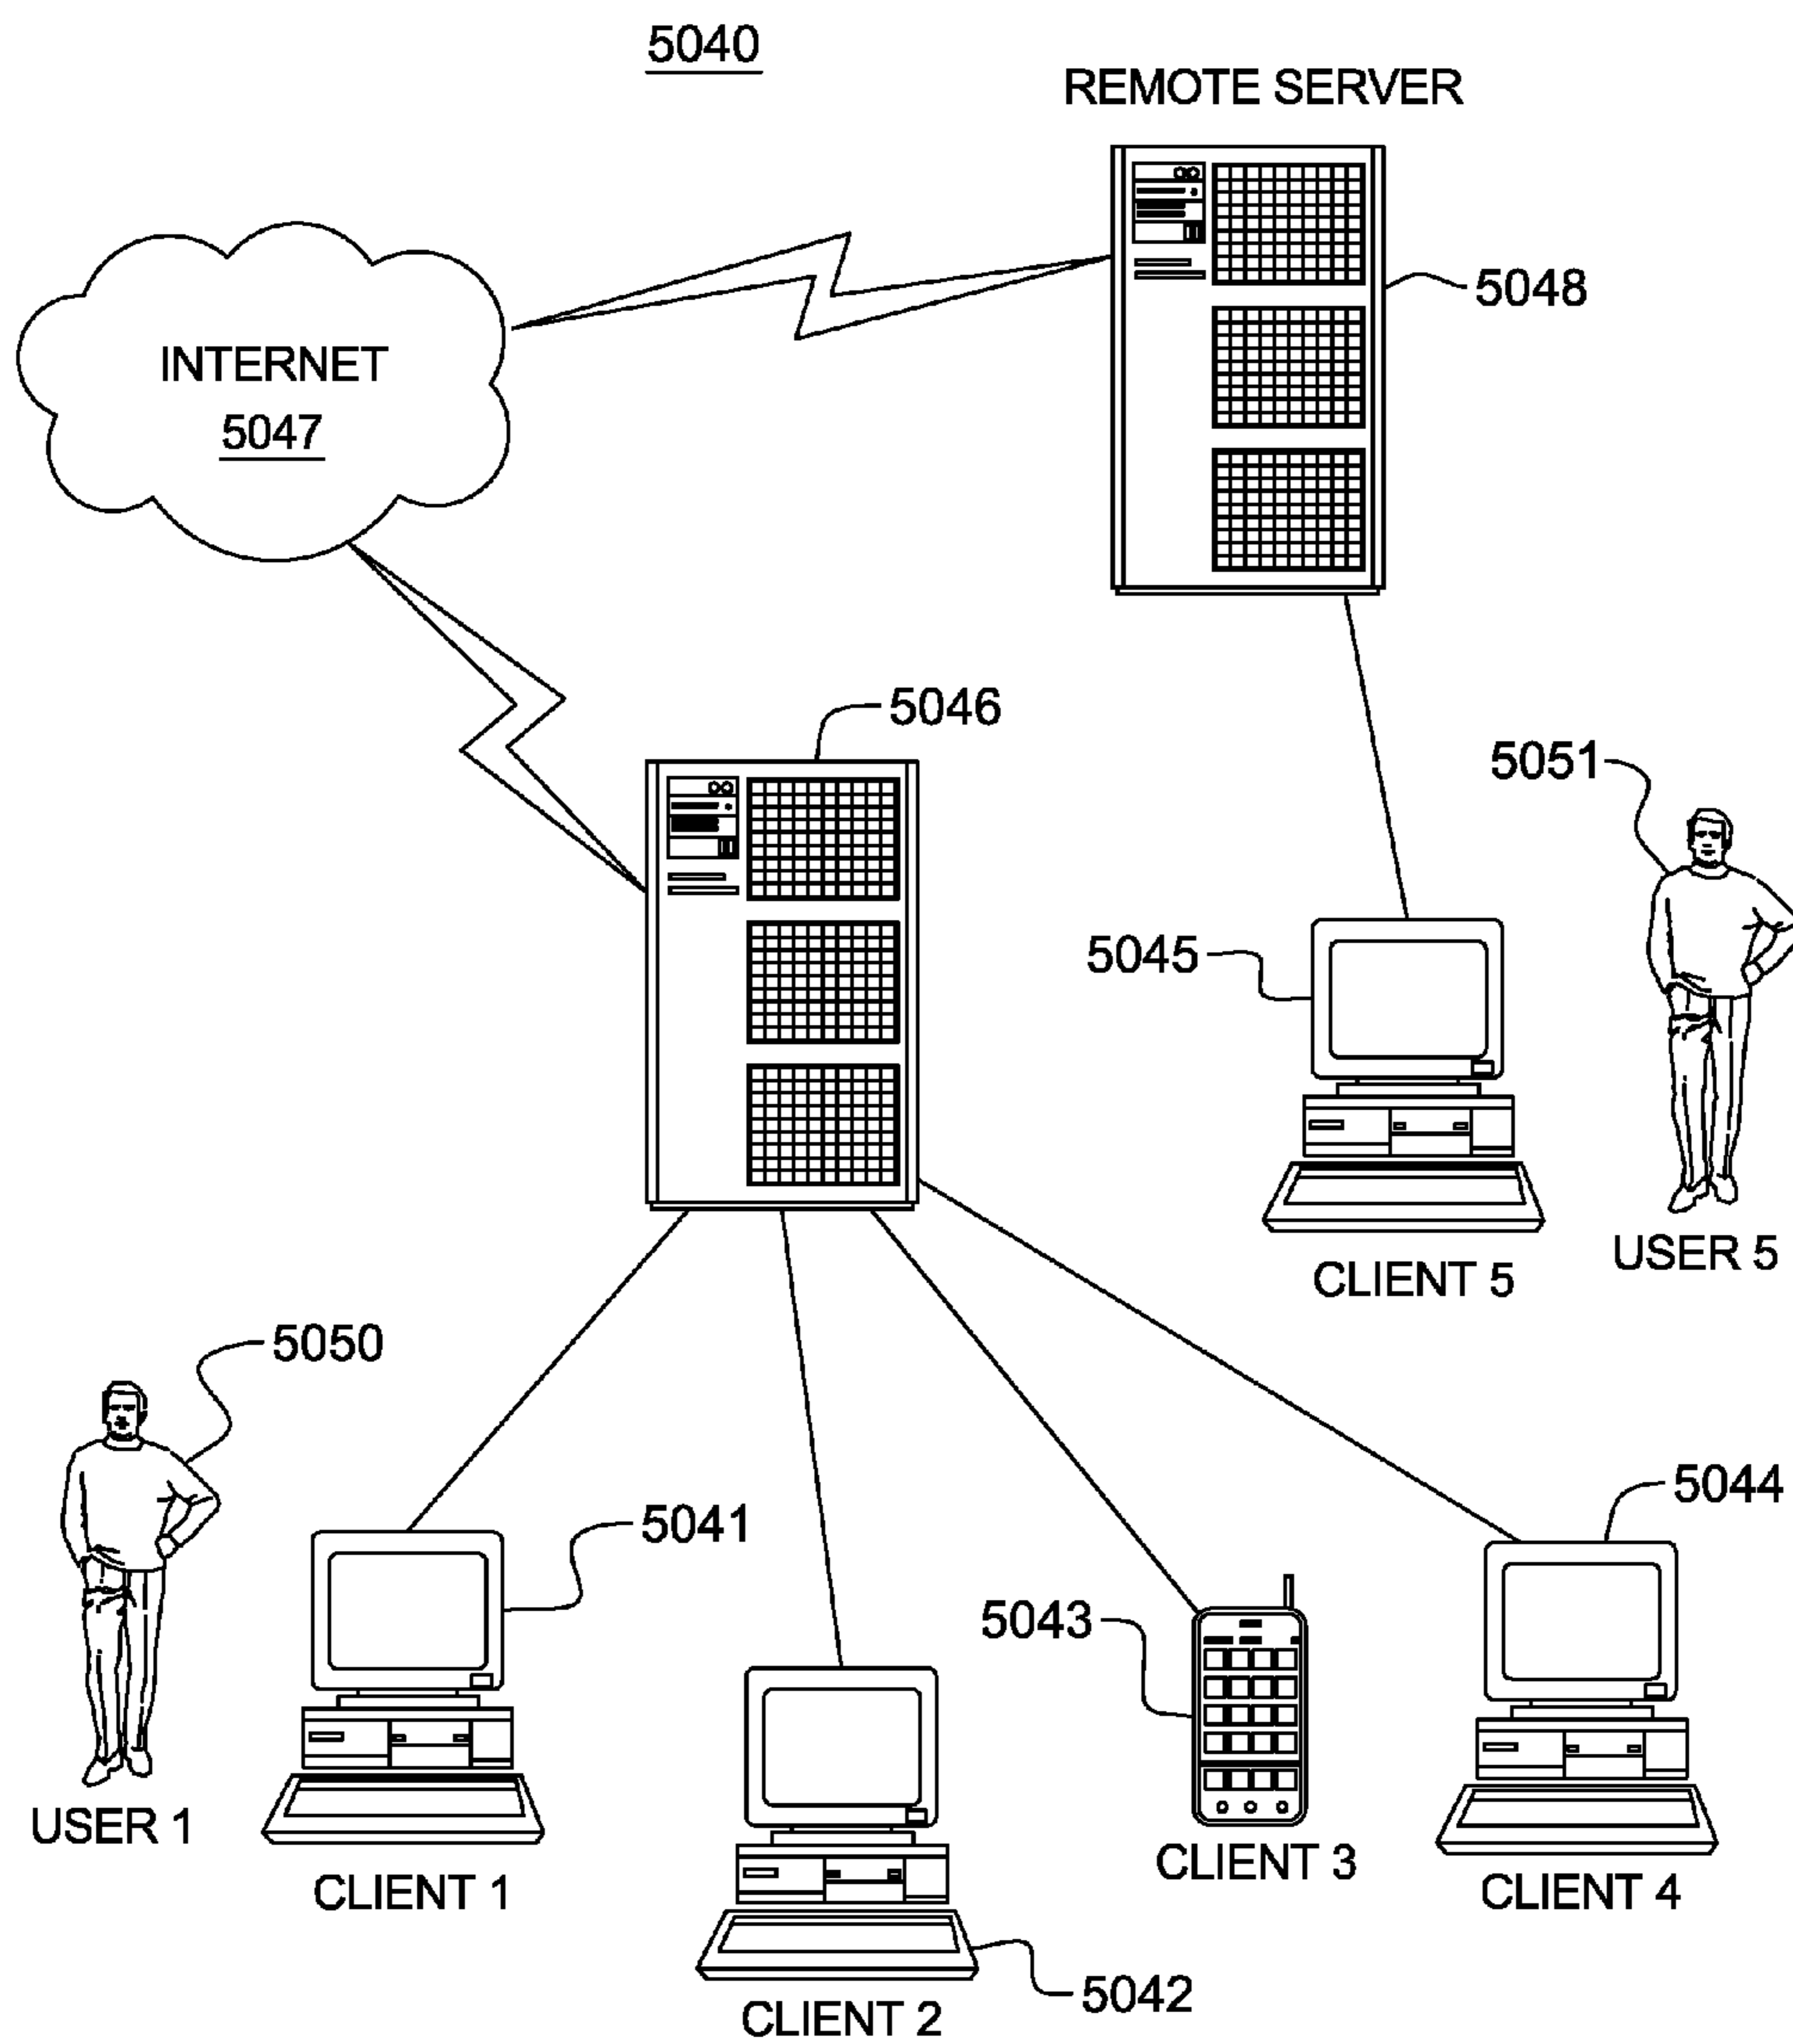 5040
REMOTE SERVER
5048
INTERNET
5047
5046
5051
5045
USER 5
CLIENT 5
5050
5044
5041
5043
USER 1
CLIENT 3
CLIENT 1
CLIENT 4
5042
CLIENT 2